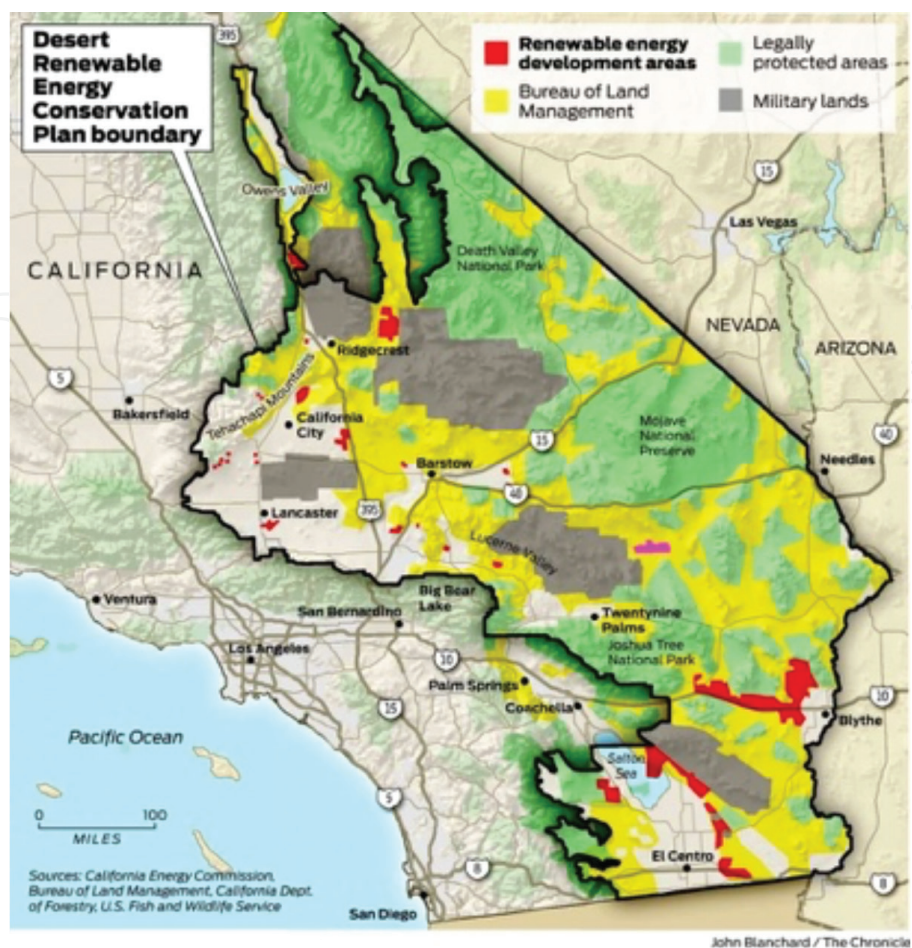 Desert
Renewable
Energy
Conservation
Plan boundary
395
Renewable energy
development areas
Legally
protected areas
Bureau of Land
Management
Military lands
15
Owens Valley
Las Vegas
CALIFORNIA
Death Valley
National Park
NEVADA
ARIZONA
Ridgecrest
5
Tehachapi Mountains
Bakersfield
California
City
Mojave
National
Preserve
15
40
Barstow
Needles
40
Lancaster
395
Lucerne Valley
Ventura
Big Bear
Lake
San Bernardino
Twentynine
Palms
Los Angeles
Joshua Tree
National Park
10
Palm Springs
10
Coachella
15
Blythe
Pacific Ocean
Salton
Sea
5
0 100
MILES
El Centro
8
8
Sources: California Energy Commission,
Bureau of Land Management, California Dept.
of Forestry, U.S. Fish and Wildlife Service
San Diego
John Blanchard / The Chronicle